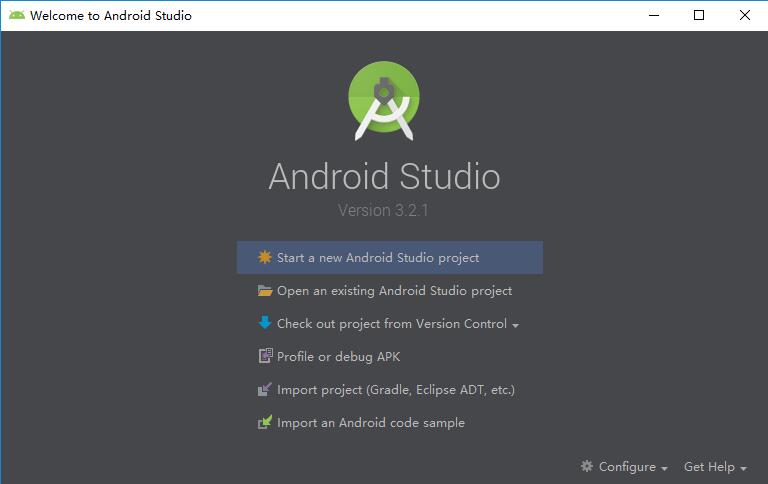 Welcome to Android Studio
Android Studio
Version 3.2.1
Start a new Android Studio project
Open an existing Android Studio project
Check out project from Version Control
Profile or debug APK
Import project (Gradle, Eclipse ADT, etc.)
Import an Android code sample
Configure Get Help